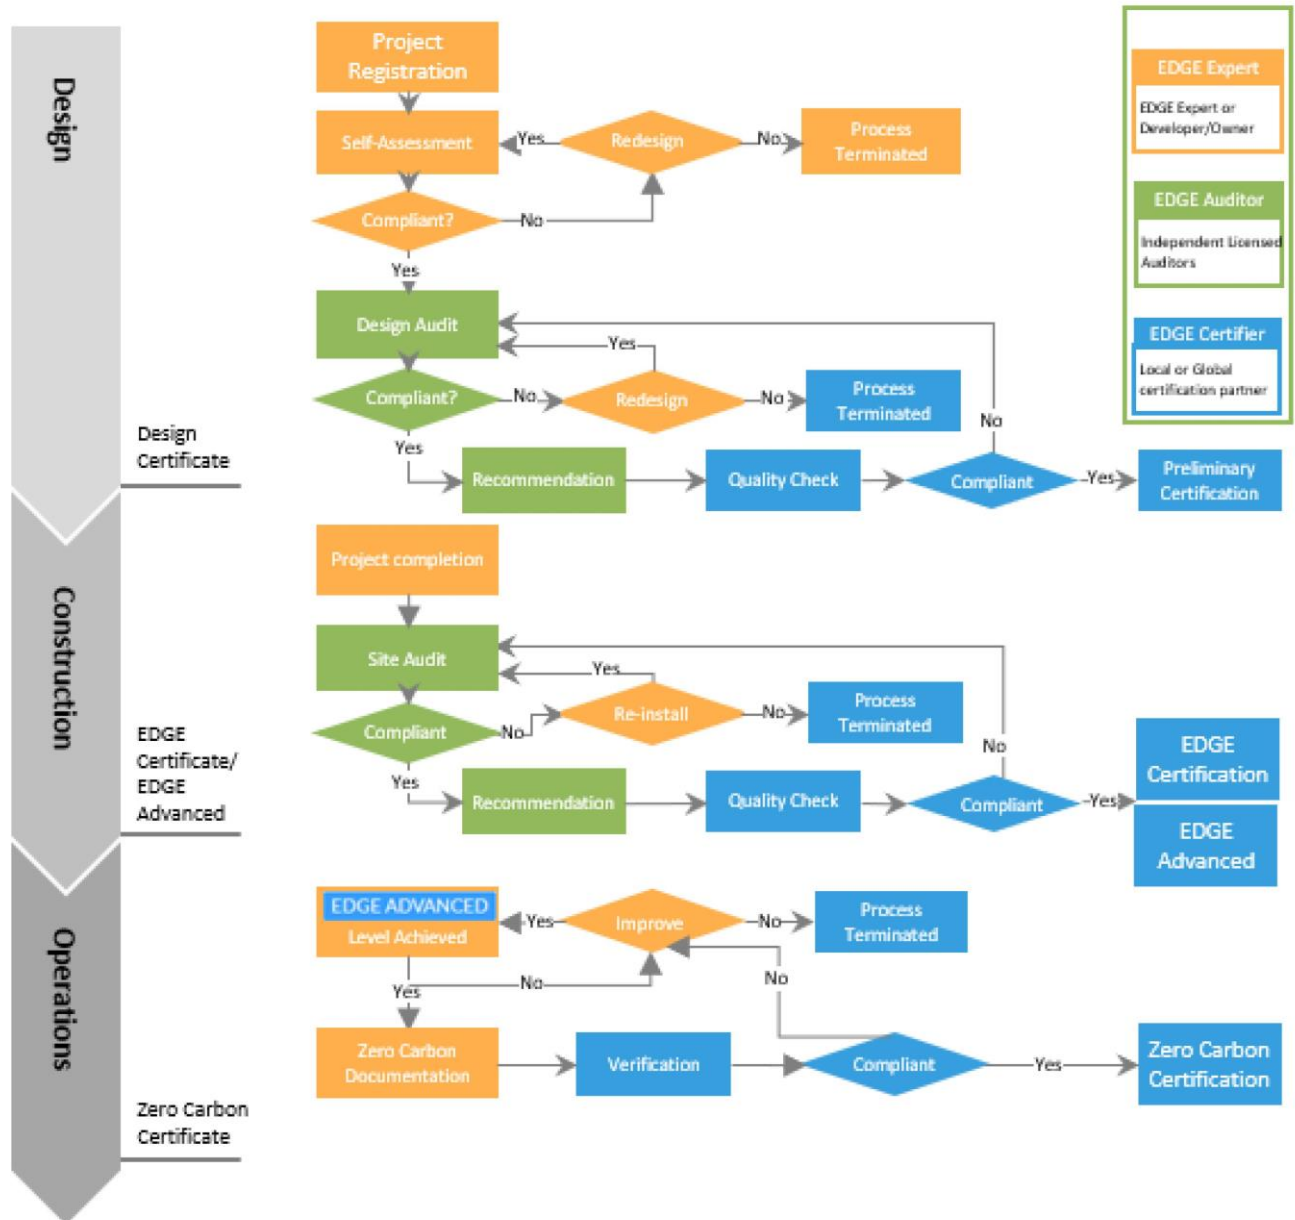 Design
Project
Registration
Self-Assessment
Yes
Redesign
No
Process
Terminated
Compliant?
No
Yes
Design Audit
Yes
Compliant?
No
Redesign
No
Process
Terminated
No
Yes
Recommendation
Quality Check
Compliant
Yes
Preliminary
Certification
Design
Certificate
EDGE Expert
EDGE Expert or
Developer/Owner
EDGE Auditor
Independent Licensed
Auditors
EDGE Certifier
Local or Global
certification partner
Construction
Project completion
Site Audit
Yes
Compliant
No
Re-install
No
Process
Terminated
No
Yes
Recommendation
Quality Check
Compliant
Yes
EDGE
Certification
EDGE
Advanced
EDGE
Certificate/
EDGE
Advanced
Operations
EDGE ADVANCED
Level Achieved
Yes
Improve
No
Process
Terminated
No
Yes
No
Zero Carbon
Documentation
Verification
Compliant
Yes
Zero Carbon
Certification
Zero Carbon
Certificate